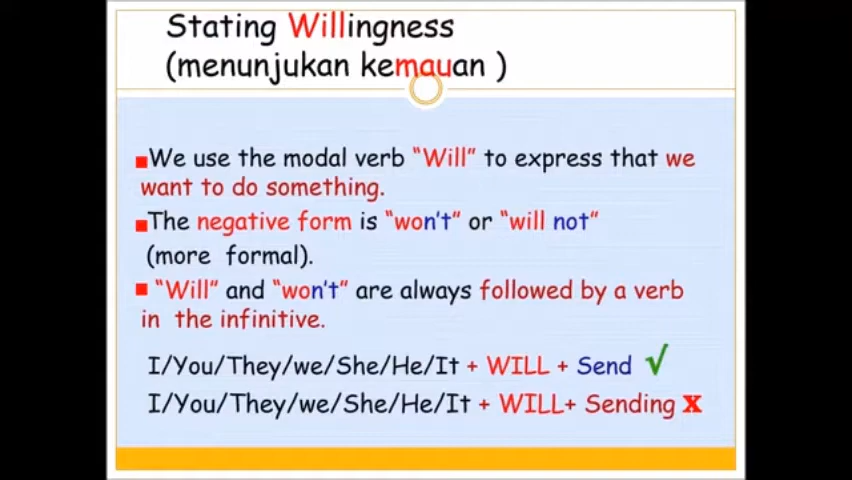 Stating Willingness
(menunjukan kemauan )
We use the modal verb “Will” to express that we
want to do something.
The negative form is “won’t” or “will not”
(more formal).
“Will” and “won’t” are always followed by a verb
in the infinitive.
I/You/They/we/She/He/It + WILL + Send √
I/You/They/we/She/He/It + WILL+ Sending x